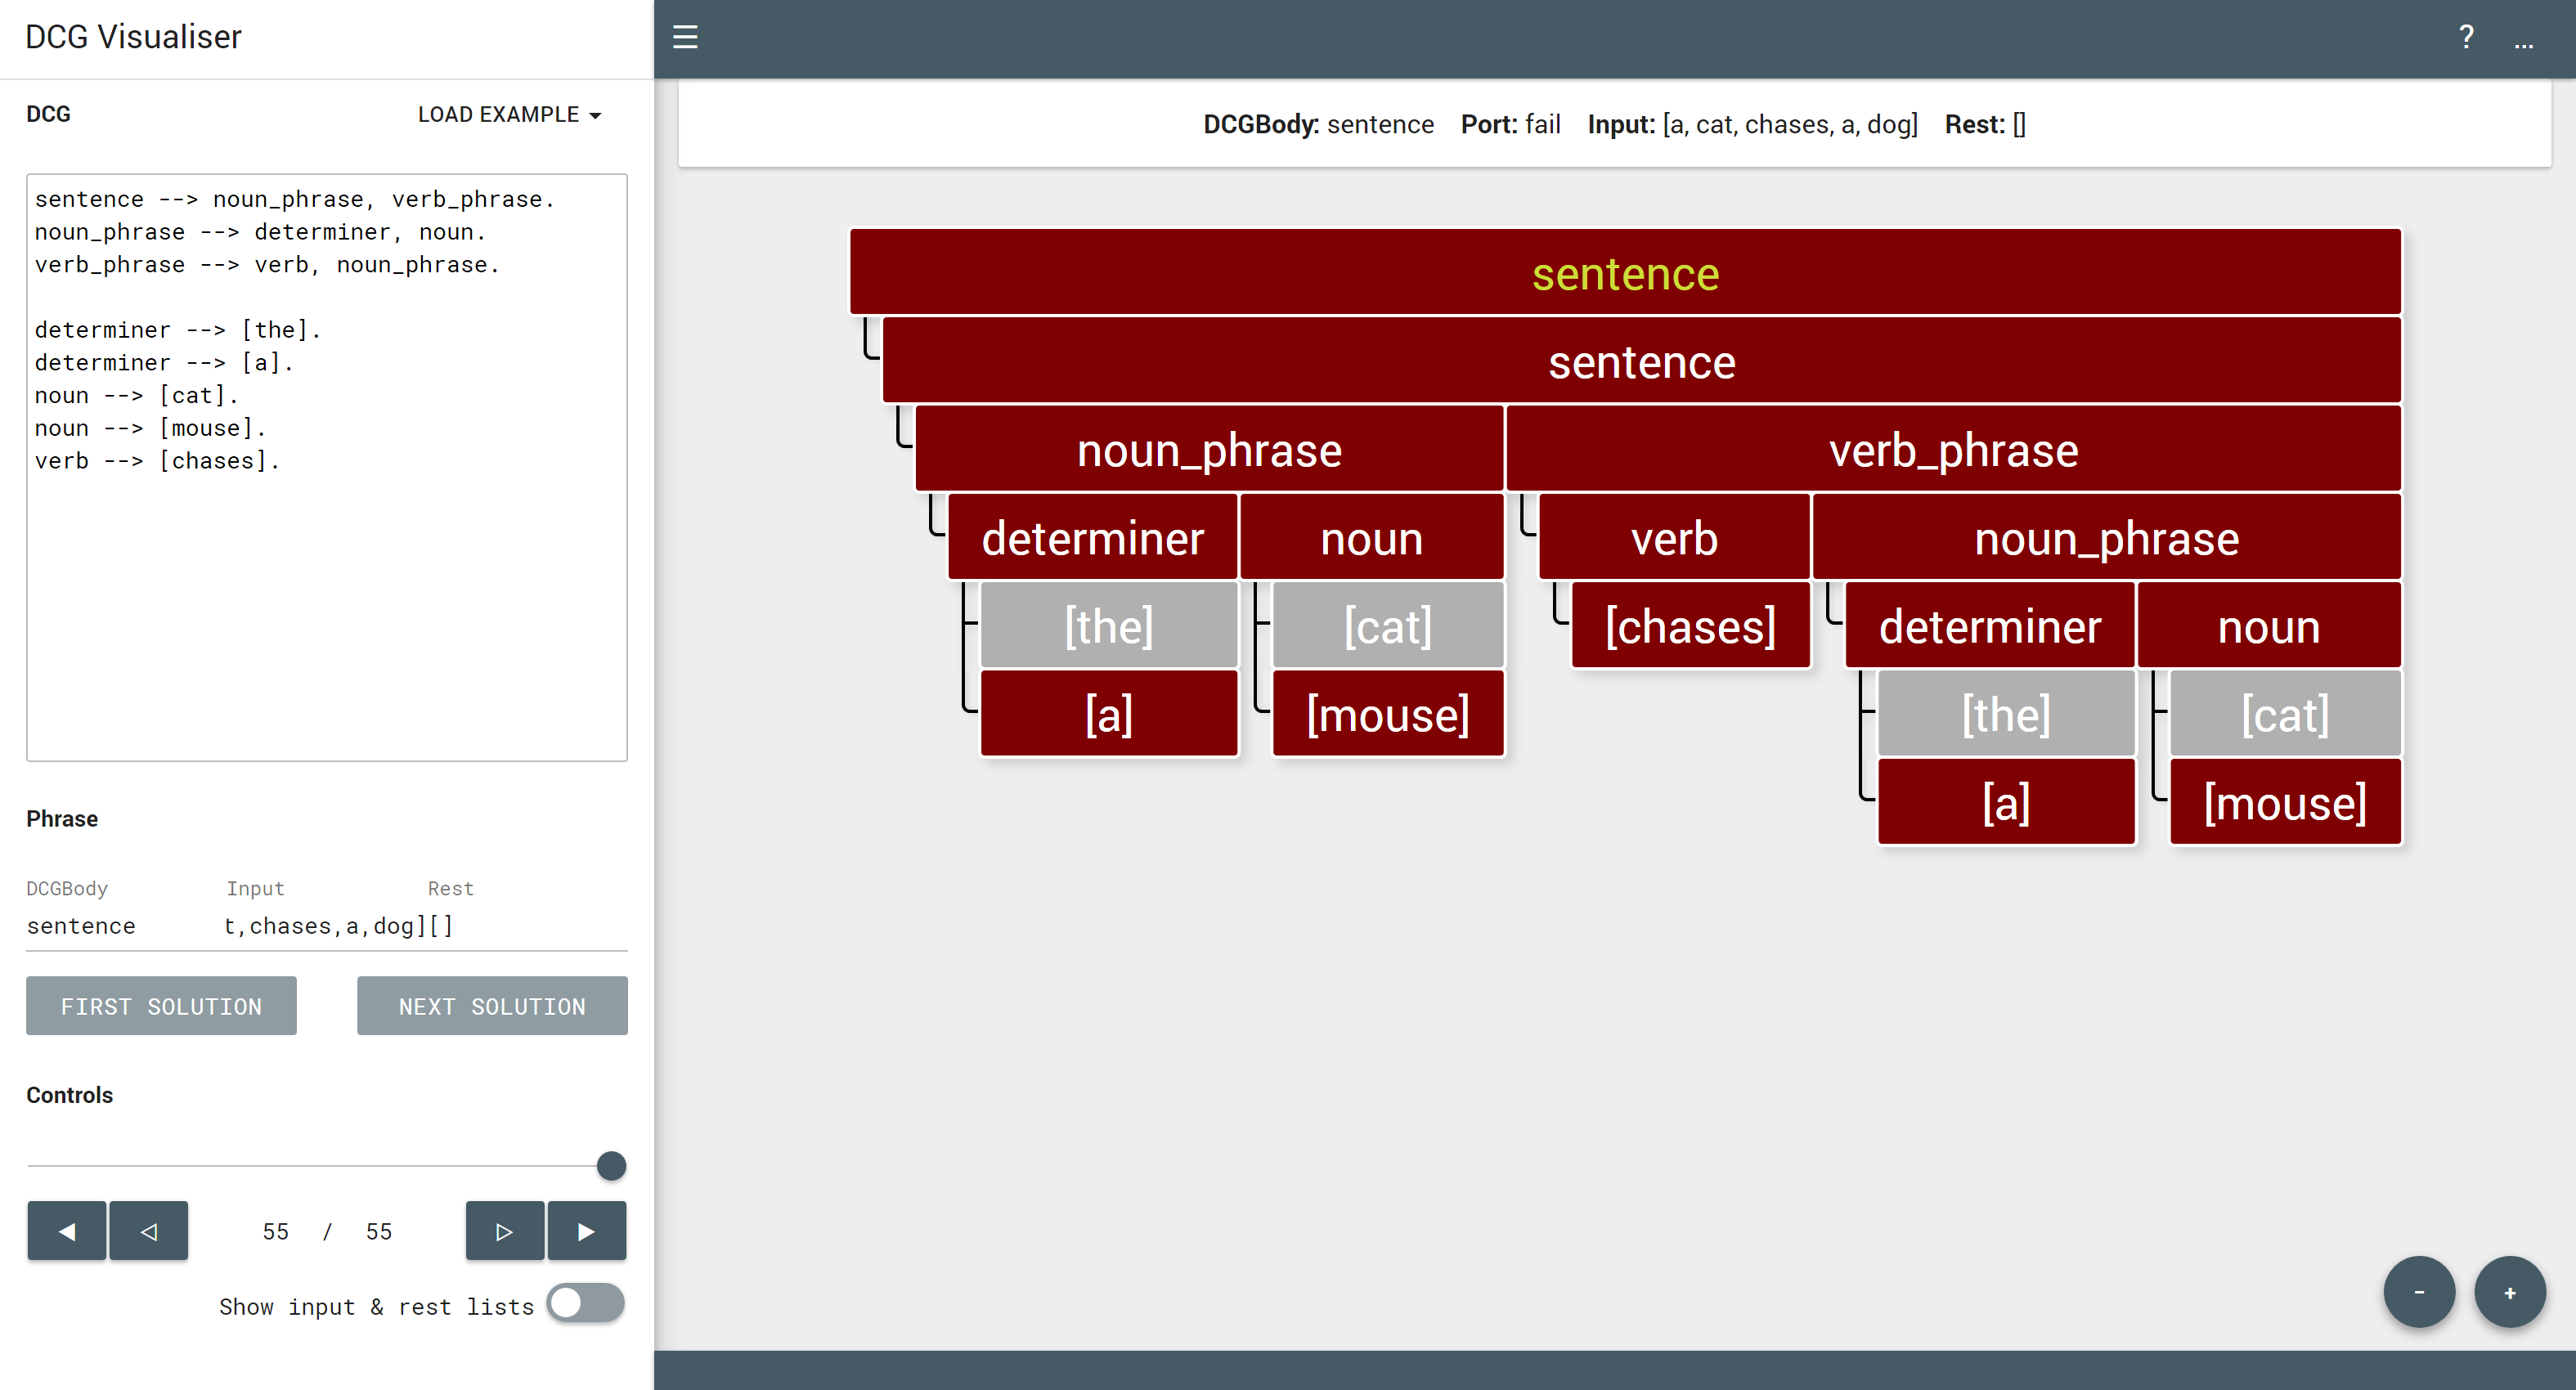 DCG Visualiser
DCG LOAD EXAMPLE
sentence --> noun_phrase, verb_phrase.
noun_phrase --> determiner, noun.
verb_phrase --> verb, noun_phrase.
determiner --> [the].
determiner --> [a].
noun --> [cat].
noun --> [mouse].
verb --> [chases].
Phrase
DCGBody Input Rest
sentence t,chases,a,dog] []
FIRST SOLUTION NEXT SOLUTION
Controls
55 / 55
Show input & rest lists
? ...
DCGBody: sentence Port: fail Input: [a, cat, chases, a, dog] Rest: []
sentence
sentence
noun_phrase verb_phrase
determiner noun verb noun_phrase
[the] [cat] [chases] determiner noun
[a] [mouse] [the] [cat]
[a] [mouse]
- +